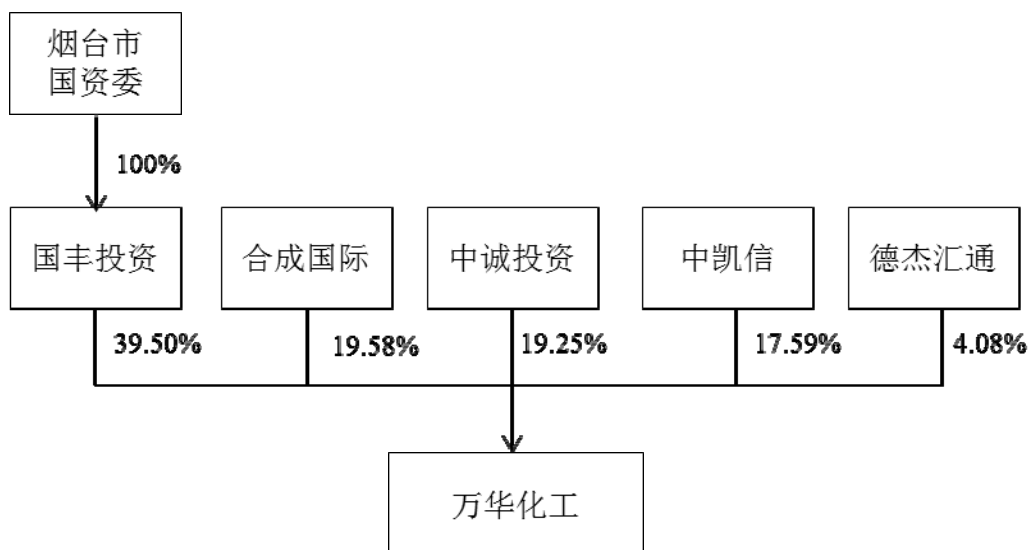 烟台市
国资委
100%
国丰投资
合成国际
中诚投资
中凯信
德杰汇通
39.50%
19.58%
19.25%
17.59%
4.08%
万华化工